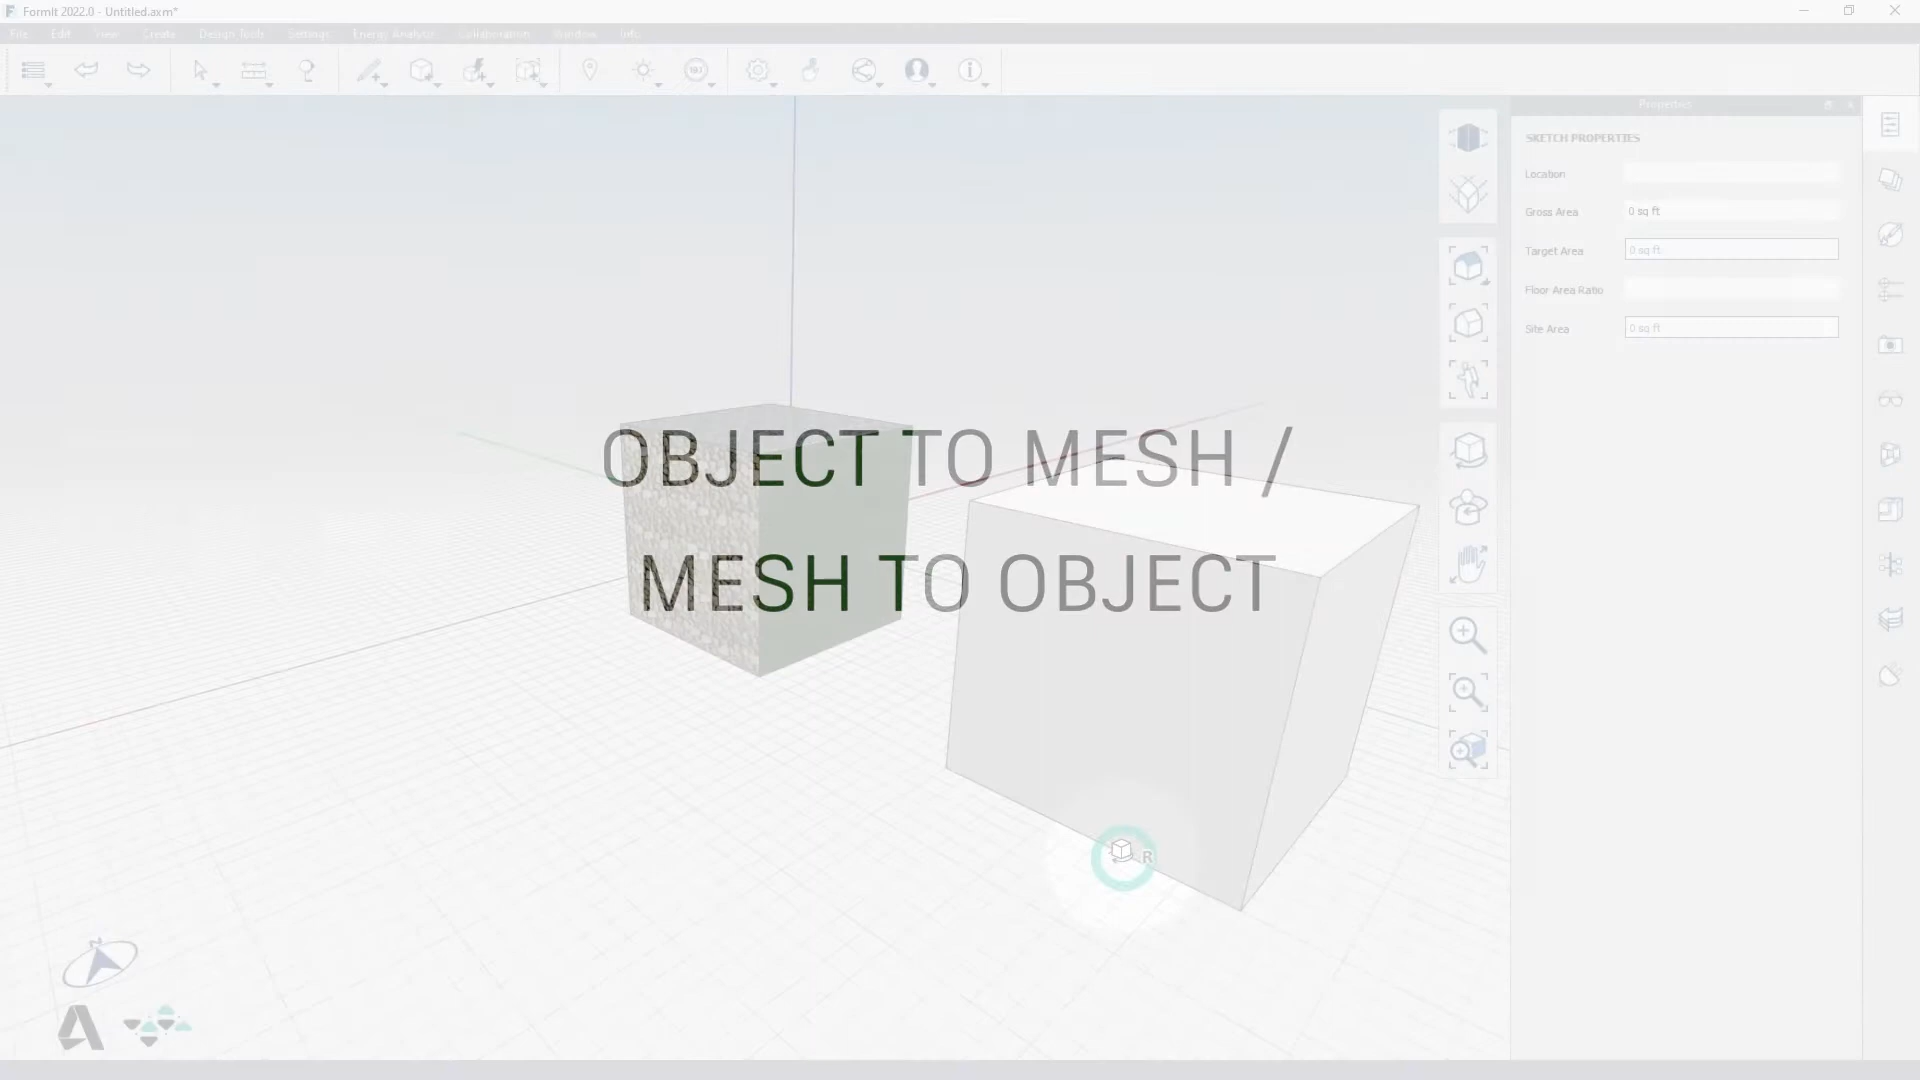 FormIt 2022.0 - Untitled.axm*
File Edit View Create Design Tools Settings Energy Analysis Collaboration Window Info
Properties
SKETCH PROPERTIES
Location
Gross Area 0 sq ft
Target Area 0 sq ft
Floor Area Ratio
Site Area 0 sq ft
OBJECT TO MESH /
MESH TO OBJECT
R